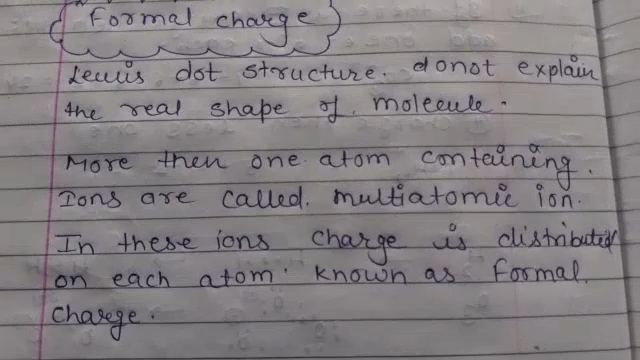 Formal charge
Lewis dot structure. donot explain
the real shape of molecule.
More then one atom containing.
Ions are called multiatomic ion.
In these ions charge is distributed
on each atom. known as Formal
charge.